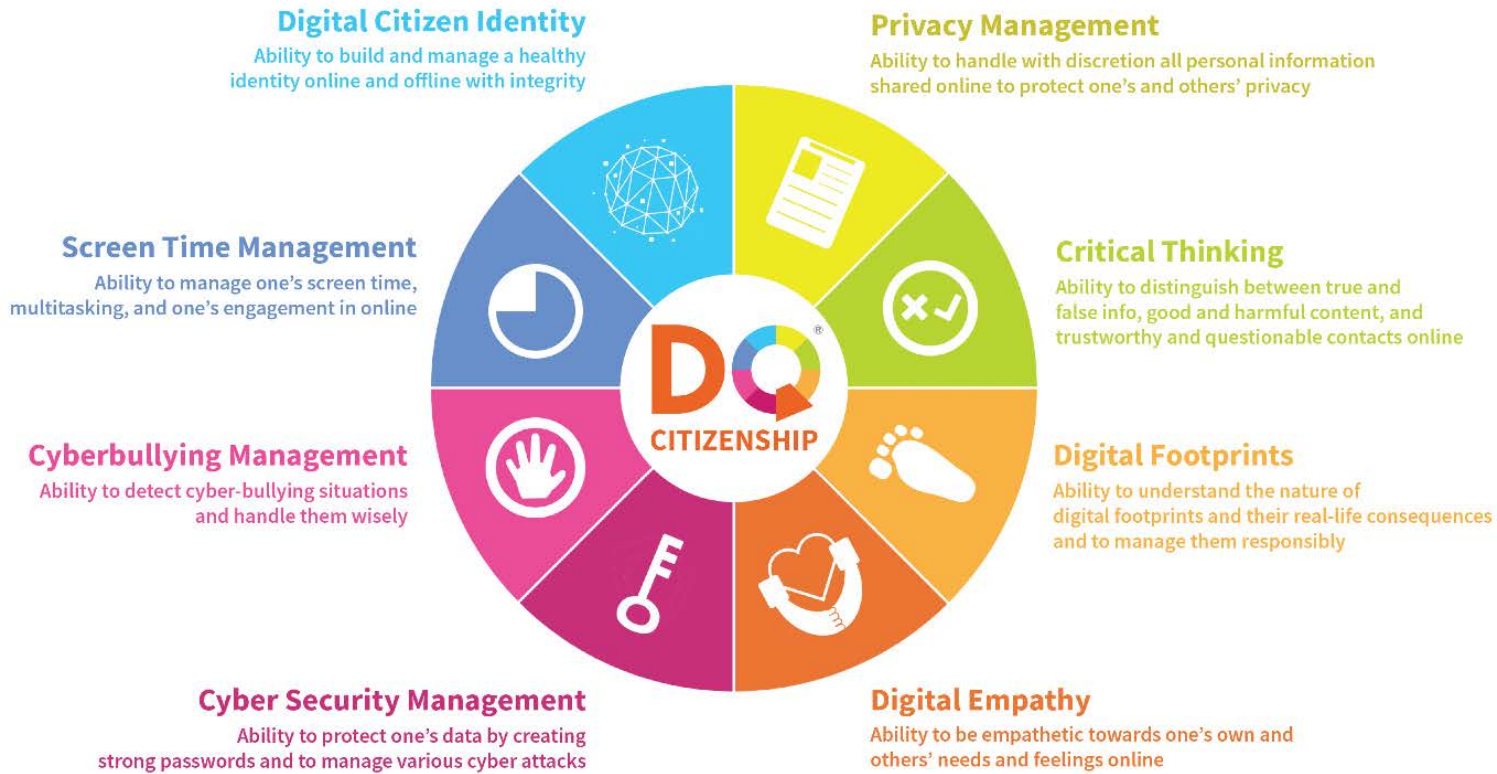 Digital Citizen Identity
Ability to build and manage a healthy
identity online and offline with integrity
Privacy Management
Ability to handle with discretion all personal information
shared online to protect one's and others' privacy
Screen Time Management
Ability to manage one's screen time,
multitasking, and one's engagement in online
Critical Thinking
Ability to distinguish between true and
false info, good and harmful content, and
trustworthy and questionable contacts online
DQ®
CITIZENSHIP
Cyberbullying Management
Ability to detect cyber-bullying situations
and handle them wisely
Digital Footprints
Ability to understand the nature of
digital footprints and their real-life consequences
and to manage them responsibly
Cyber Security Management
Ability to protect one's data by creating
strong passwords and to manage various cyber attacks
Digital Empathy
Ability to be empathetic towards one's own and
others' needs and feelings online